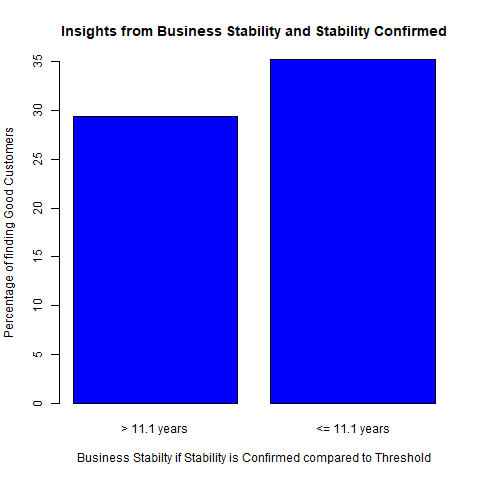 Insights from Business Stability and Stability Confirmed
Percentage of finding Good Customers
35
30
25
20
15
10
5
0
> 11.1 years
<= 11.1 years
Business Stabilty if Stability is Confirmed compared to Threshold